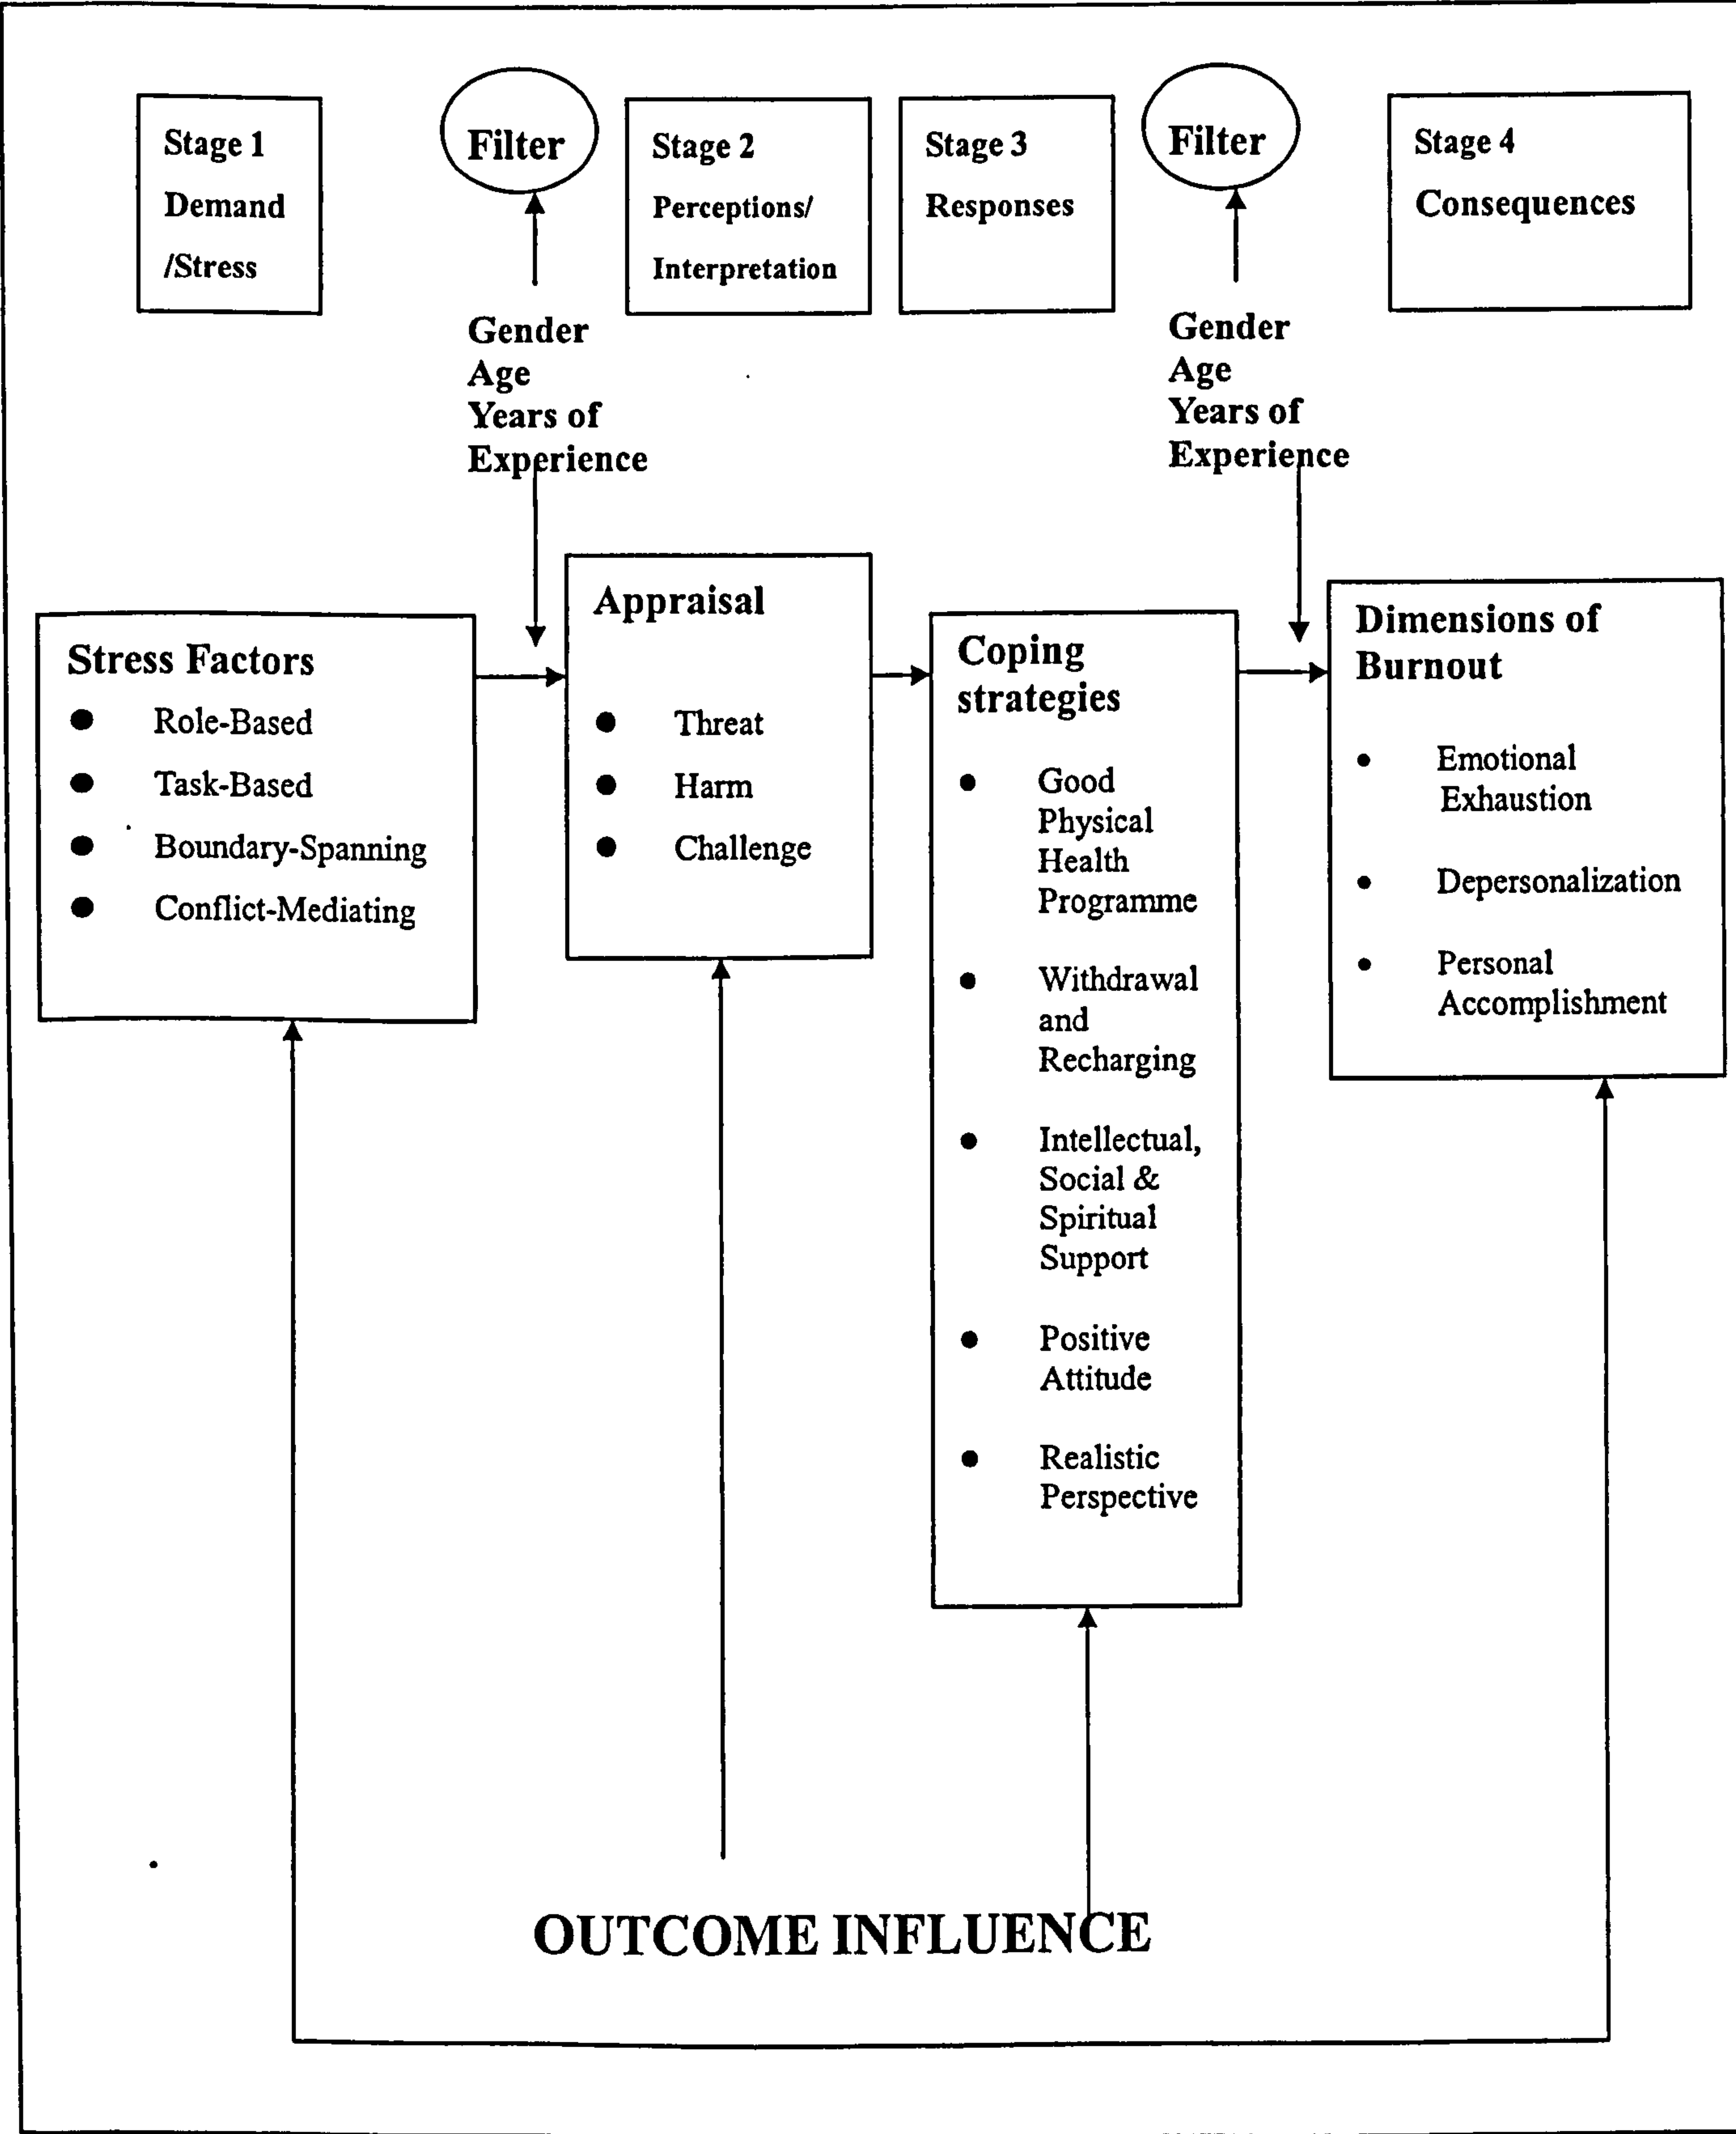 Stage 1
Demand
/Stress
Filter
Stage 2
Perceptions/
Interpretation
Stage 3
Responses
Filter
Stage 4
Consequences
Gender
Age
Years of
Experience
Gender
Age
Years of
Experience
Stress Factors
● Role-Based
● Task-Based
● Boundary-Spanning
● Conflict-Mediating
Appraisal
● Threat
● Harm
● Challenge
Coping
strategies
● Good
Physical
Health
Programme
● Withdrawal
and
Recharging
● Intellectual,
Social &
Spiritual
Support
● Positive
Attitude
● Realistic
Perspective
Dimensions of
Burnout
● Emotional
Exhaustion
● Depersonalization
● Personal
Accomplishment
OUTCOME INFLUENCE